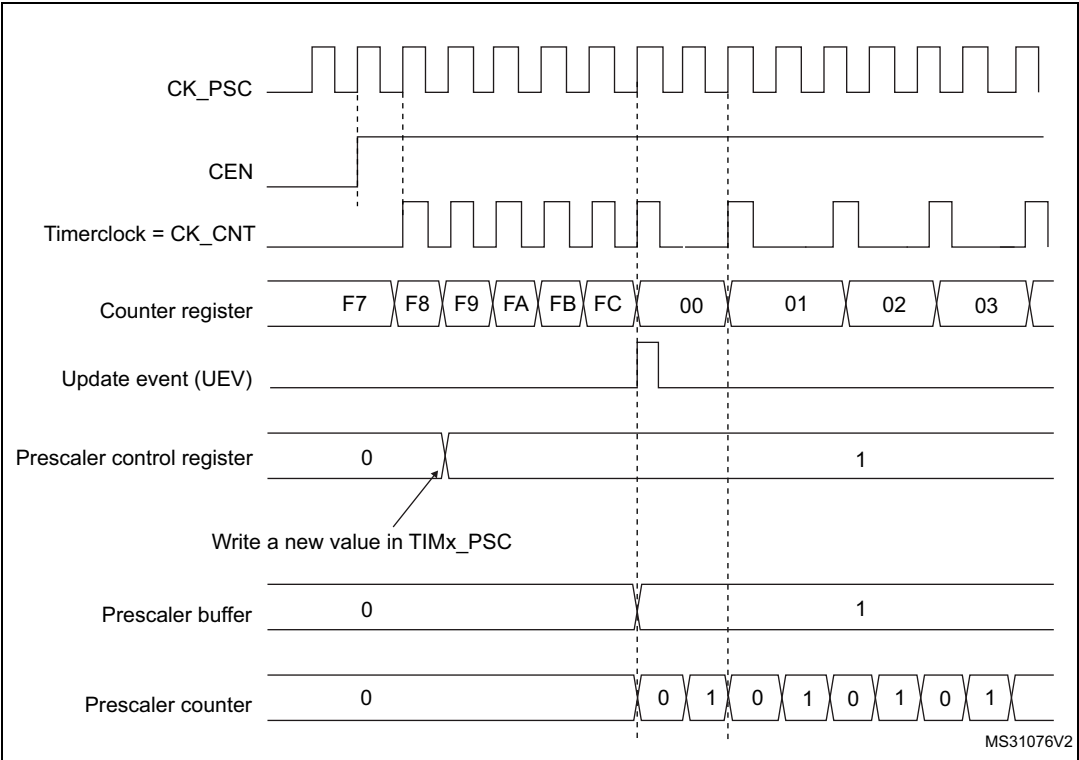 CK_PSC
CEN
Timerclock = CK_CNT
Counter register F7 F8 F9 FA FB FC 00 01 02 03
Update event (UEV)
Prescaler control register 0 1
Write a new value in TIMx_PSC
Prescaler buffer 0 1
Prescaler counter 0 0 1 0 1 0 1 0 1
MS31076V2